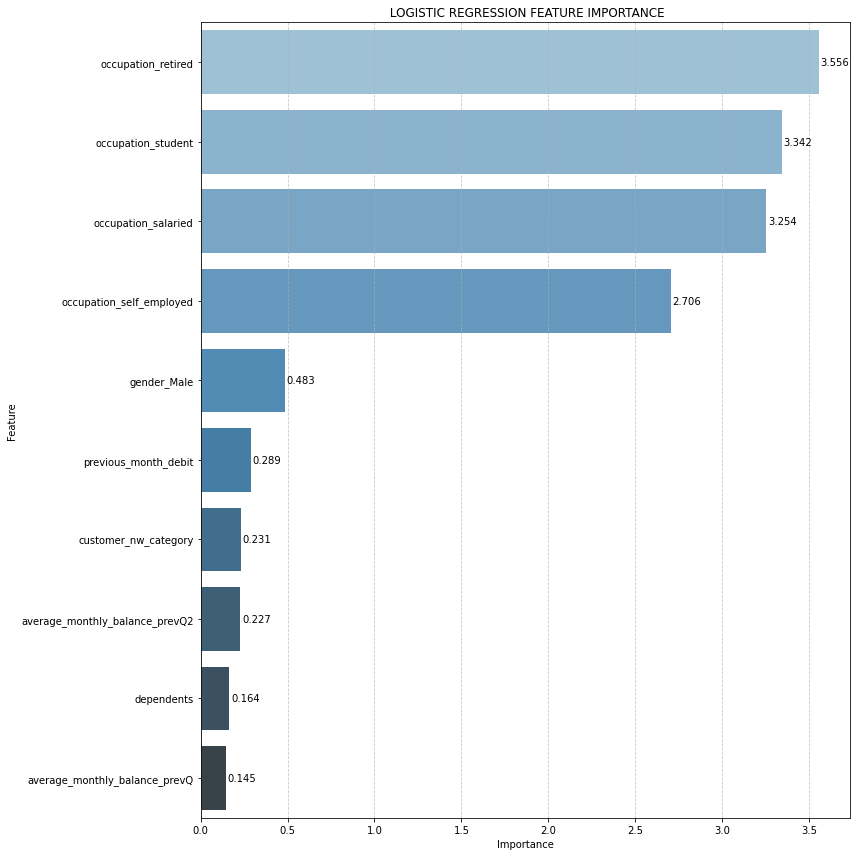 LOGISTIC REGRESSION FEATURE IMPORTANCE
occupation_retired 3.556
occupation_student 3.342
occupation_salaried 3.254
occupation_self_employed 2.706
gender_Male 0.483
previous_month_debit 0.289
customer_nw_category 0.231
average_monthly_balance_prevQ2 0.227
dependents 0.164
average_monthly_balance_prevQ 0.145
Feature
0.0 0.5 1.0 1.5 2.0 2.5 3.0 3.5
Importance